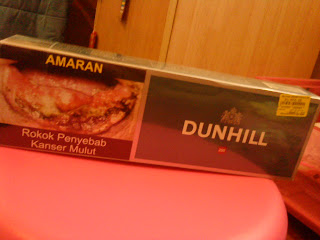 AMARAN
Rokok Penyebab
Kanser Mulut
DUNHILL